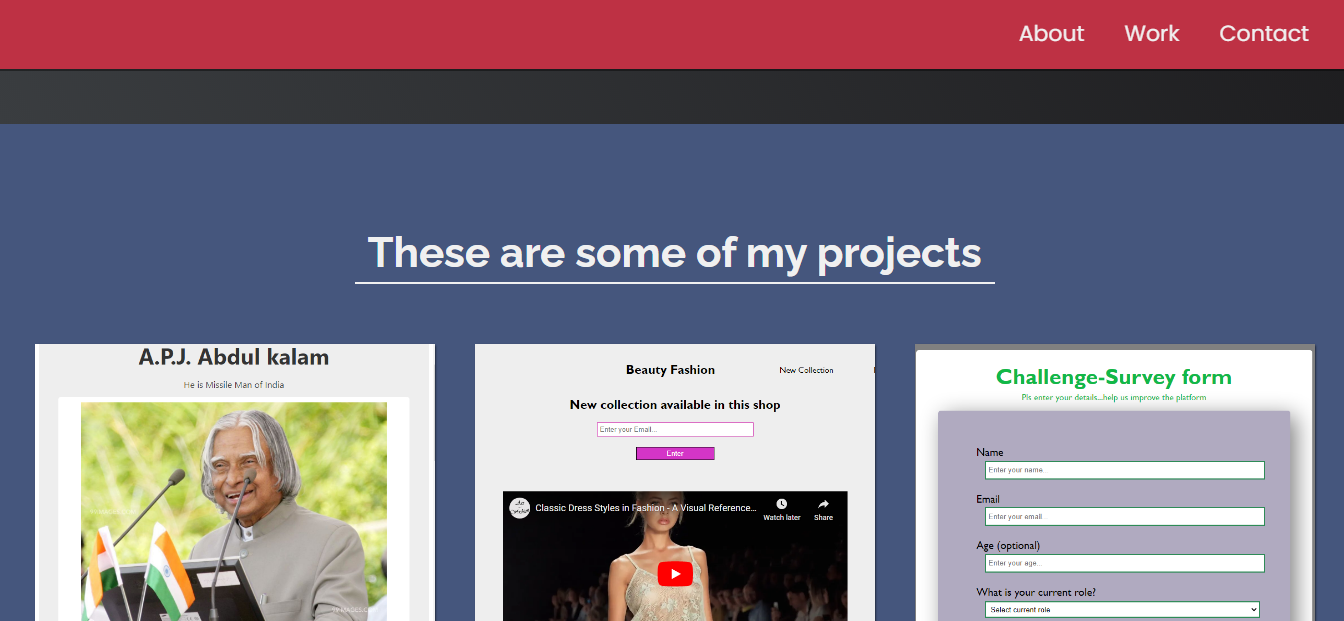 About Work Contact
These are some of my projects
A.P.J. Abdul kalam
He is Missile Man of India
Beauty Fashion New Collection
New collection available in this shop
Enter your Email...
Enter
Classic Dress Styles in Fashion - A Visual Reference...
Watch later Share
Challenge-Survey form
Pls enter your details...help us improve the platform
Name
Enter your name...
Email
Enter your email...
Age (optional)
Enter your age...
What is your current role?
Select current role